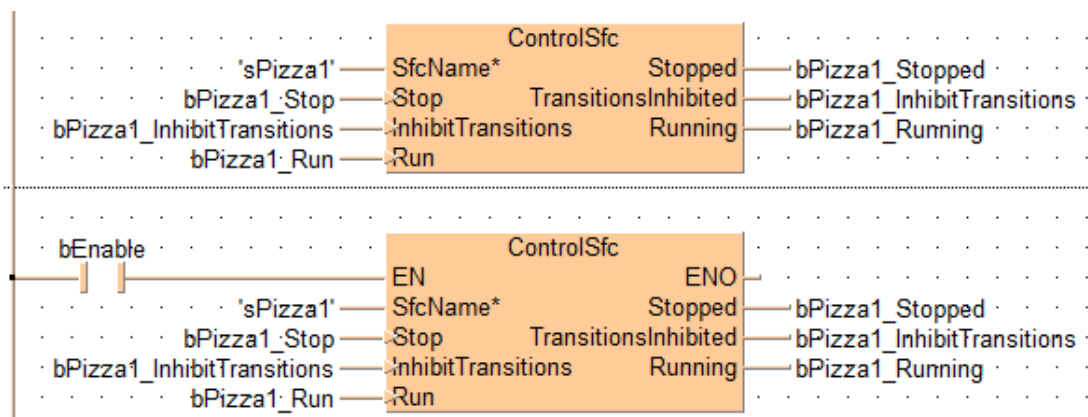 ControlSfc
'sPizza1' SfcName* Stopped bPizza1_Stopped
bPizza1_Stop Stop TransitionsInhibited bPizza1_InhibitTransitions
bPizza1_InhibitTransitions InhibitTransitions Running bPizza1_Running
bPizza1_Run Run
bEnable ControlSfc
EN ENO
'sPizza1' SfcName* Stopped bPizza1_Stopped
bPizza1_Stop Stop TransitionsInhibited bPizza1_InhibitTransitions
bPizza1_InhibitTransitions InhibitTransitions Running bPizza1_Running
bPizza1_Run Run